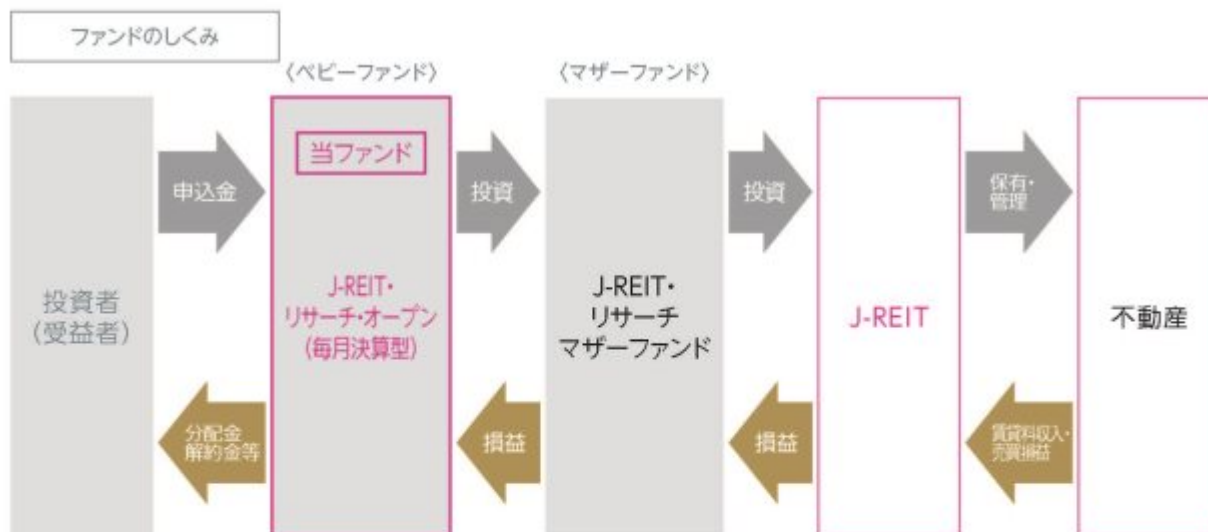 ファンドのしくみ
〈ベビーファンド〉
〈マザーファンド〉
投資者
(受益者)
申込金
分配金
解約金等
当ファンド
J-REIT・
リサーチ・オープン
(毎月決算型)
投資
損益
J-REIT・
リサーチ
マザーファンド
投資
損益
J-REIT
保有・
管理
賃貸料収入・
売買損益
不動産